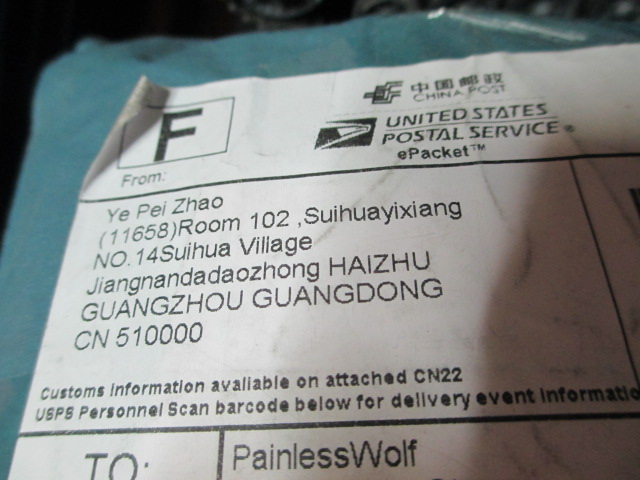 中国邮政
CHINA POST
F
UNITED STATES
POSTAL SERVICE®
ePacket™
From:
Ye Pei Zhao
(11658)Room 102 ,Suihuayixiang
NO.14Suihua Village
Jiangnandadaozhong HAIZHU
GUANGZHOU GUANGDONG
CN 510000
Customs information avaliable on attached CN22
USPS Personnel Scan barcode below for delivery event informatio
TO:
PainlessWolf